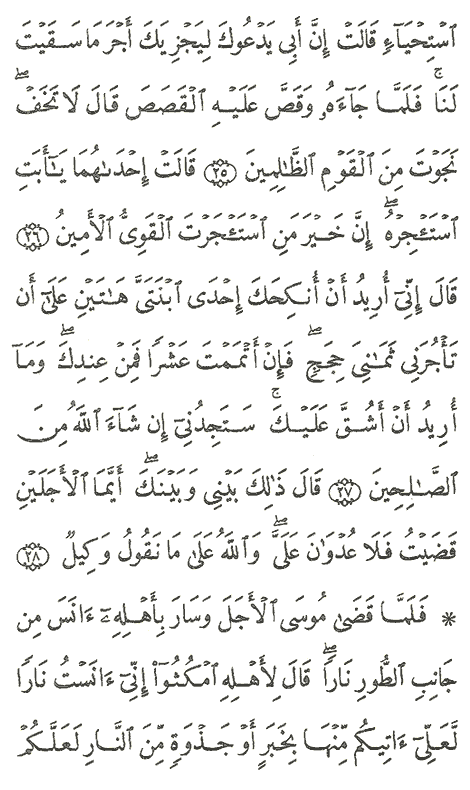 ٱسۡتِحۡيَآءٖ قَالَتۡ إِنَّ أَبِي يَدۡعُوكَ لِيَجۡزِيَكَ أَجۡرَ مَا سَقَيۡتَ
لَنَاۚ فَلَمَّا جَآءَهُۥ وَقَصَّ عَلَيۡهِ ٱلۡقَصَصَ قَالَ لَا تَخَفۡۖ
نَجَوۡتَ مِنَ ٱلۡقَوۡمِ ٱلظَّٰلِمِينَ ٢٥ قَالَتۡ إِحۡدَىٰهُمَا يَٰٓأَبَتِ
ٱسۡتَـٔۡجِرۡهُۖ إِنَّ خَيۡرَ مَنِ ٱسۡتَـٔۡجَرۡتَ ٱلۡقَوِيُّ ٱلۡأَمِينُ ٢٦
قَالَ إِنِّيٓ أُرِيدُ أَنۡ أُنكِحَكَ إِحۡدَى ٱبۡنَتَيَّ هَٰتَيۡنِ عَلَىٰٓ أَن
تَأۡجُرَنِي ثَمَٰنِيَ حِجَجٖۖ فَإِنۡ أَتۡمَمۡتَ عَشۡرٗا فَمِنۡ عِندِكَۖ وَمَآ
أُرِيدُ أَنۡ أَشُقَّ عَلَيۡكَۚ سَتَجِدُنِيٓ إِن شَآءَ ٱللَّهُ مِنَ
ٱلصَّٰلِحِينَ ٢٧ قَالَ ذَٰلِكَ بَيۡنِي وَبَيۡنَكَۖ أَيَّمَا ٱلۡأَجَلَيۡنِ
قَضَيۡتُ فَلَا عُدۡوَٰنَ عَلَيَّۖ وَٱللَّهُ عَلَىٰ مَا نَقُولُ وَكِيلٞ ٢٨
* فَلَمَّا قَضَىٰ مُوسَى ٱلۡأَجَلَ وَسَارَ بِأَهۡلِهِۦٓ ءَانَسَ مِن
جَانِبِ ٱلطُّورِ نَارٗاۖ قَالَ لِأَهۡلِهِ ٱمۡكُثُوٓاْ إِنِّيٓ ءَانَسۡتُ نَارٗا
لَّعَلِّيٓ ءَاتِيكُم مِّنۡهَا بِخَبَرٍ أَوۡ جَذۡوَةٖ مِّنَ ٱلنَّارِ لَعَلَّكُمۡ